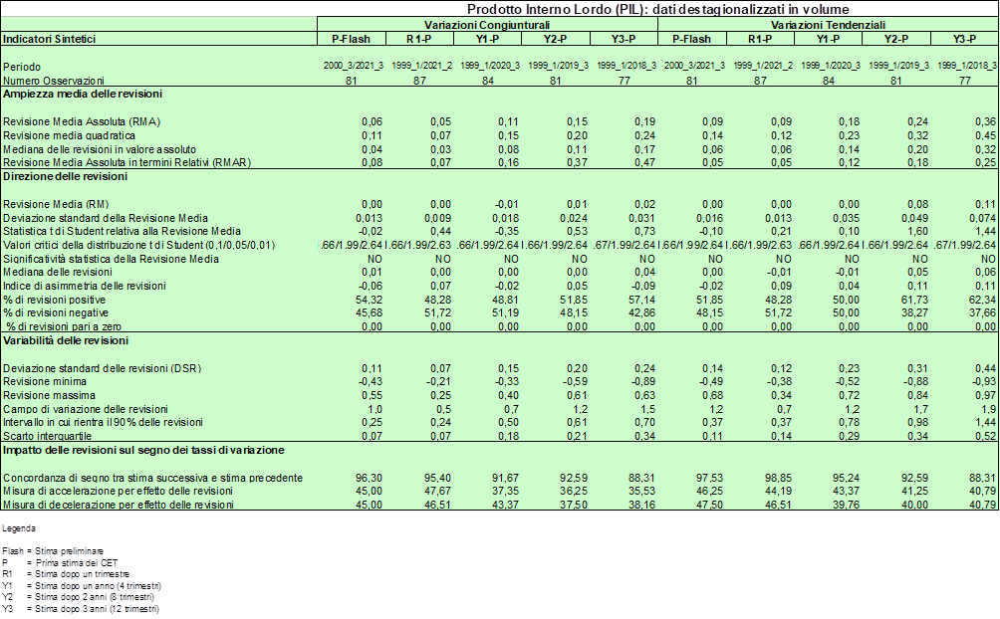 Prodotto Interno Lordo (PIL): dati destagionalizzati in volume
Variazioni Congiunturali Variazioni Tendenziali
Indicatori Sintetici P-Flash R1-P Y1-P Y2-P Y3-P P-Flash R1-P Y1-P Y2-P Y3-P
Periodo 2000_3/2021_3 1999_1/2021_2 1999_1/2020_3 1999_1/2019_3 1999_1/2018_3 2000_3/2021_3 1999_1/2021_2 1999_1/2020_3 1999_1/2019_3 1999_1/2018_3
Numero Osservazioni 81 87 84 81 77 81 87 84 81 77
Ampiezza media delle revisioni
Revisione Media Assoluta (RMA) 0,06 0,05 0,11 0,15 0,19 0,09 0,09 0,18 0,24 0,36
Revisione media quadratica 0,11 0,07 0,15 0,20 0,24 0,14 0,12 0,23 0,32 0,45
Mediana delle revisioni in valore assoluto 0,04 0,03 0,08 0,11 0,17 0,06 0,06 0,14 0,20 0,32
Revisione Media Assoluta in termini Relativi (RMAR) 0,08 0,07 0,16 0,37 0,47 0,05 0,05 0,12 0,18 0,25
Direzione delle revisioni
Revisione Media (RM) 0,00 0,00 -0,01 0,01 0,02 0,00 0,00 0,00 0,08 0,11
Deviazione standard della Revisione Media 0,013 0,009 0,018 0,024 0,031 0,016 0,013 0,035 0,049 0,074
Statistica t di Student relativa alla Revisione Media -0,02 0,44 -0,35 0,53 0,73 -0,10 0,21 0,10 1,60 1,44
Valori critici della distribuzione t di Student (0,1/0,05/0,01) .66/1.99/2.64 1.66/1.99/2.63 .66/1.99/2.64 1.66/1.99/2.64 .67/1.99/2.64 1.66/1.99/2.64 1.66/1.99/2.63 .66/1.99/2.64 1.66/1.99/2.64 .67/1.99/2.64
Significatività statistica della Revisione Media NO NO NO NO NO NO NO NO NO NO
Mediana delle revisioni 0,01 0,00 0,00 0,00 0,04 0,00 -0,01 -0,01 0,05 0,06
Indice di asimmetria delle revisioni -0,06 0,07 -0,02 0,05 -0,09 -0,02 0,09 0,04 0,11 0,11
% di revisioni positive 54,32 48,28 48,81 51,85 57,14 51,85 48,28 50,00 61,73 62,34
% di revisioni negative 45,68 51,72 51,19 48,15 42,86 48,15 51,72 50,00 38,27 37,66
% di revisioni pari a zero 0,00 0,00 0,00 0,00 0,00 0,00 0,00 0,00 0,00 0,00
Variabilità delle revisioni
Deviazione standard delle revisioni (DSR) 0,11 0,07 0,15 0,20 0,24 0,14 0,12 0,23 0,31 0,44
Revisione minima -0,43 -0,21 -0,33 -0,59 -0,89 -0,49 -0,38 -0,52 -0,88 -0,93
Revisione massima 0,55 0,25 0,40 0,61 0,63 0,68 0,34 0,72 0,84 0,97
Campo di variazione delle revisioni 1,0 0,5 0,7 1,2 1,5 1,2 0,7 1,2 1,7 1,9
Intervallo in cui rientra il 90% delle revisioni 0,25 0,24 0,50 0,61 0,70 0,37 0,37 0,78 0,98 1,44
Scarto interquartile 0,07 0,07 0,18 0,21 0,34 0,11 0,14 0,29 0,34 0,52
Impatto delle revisioni sul segno dei tassi di variazione
Concordanza di segno tra stima successiva e stima precedente 96,30 95,40 91,67 92,59 88,31 97,53 98,85 95,24 92,59 88,31
Misura di accelerazione per effetto delle revisioni 45,00 47,67 37,35 36,25 35,53 46,25 44,19 43,37 41,25 40,79
Misura di decelerazione per effetto delle revisioni 45,00 46,51 43,37 37,50 38,16 47,50 46,51 39,76 40,00 40,79
Legenda
Flash = Stima preliminare
P = Prima stima dei CET
R1 = Stima dopo un trimestre
Y1 = Stima dopo un anno (4 trimestri)
Y2 = Stima dopo 2 anni (8 trimestri)
Y3 = Stima dopo 3 anni (12 trimestri)